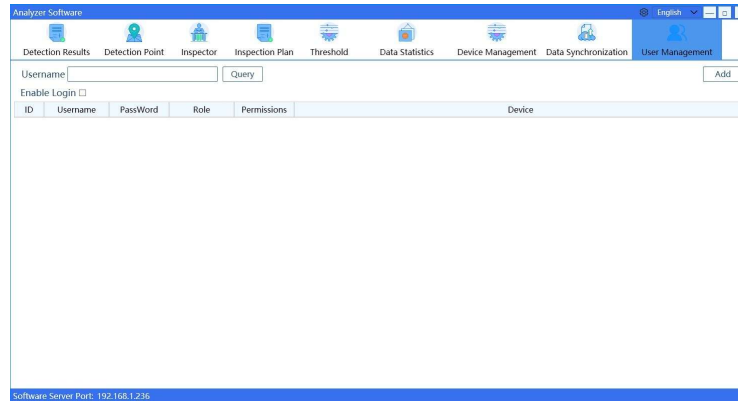 Analyzer Software
English
Detection Results Detection Point Inspector Inspection Plan Threshold Data Statistics Device Management Data Synchronization User Management
Username Query Add
Enable Login
ID Username PassWord Role Permissions Device
Software Server Port: 192.168.1.236